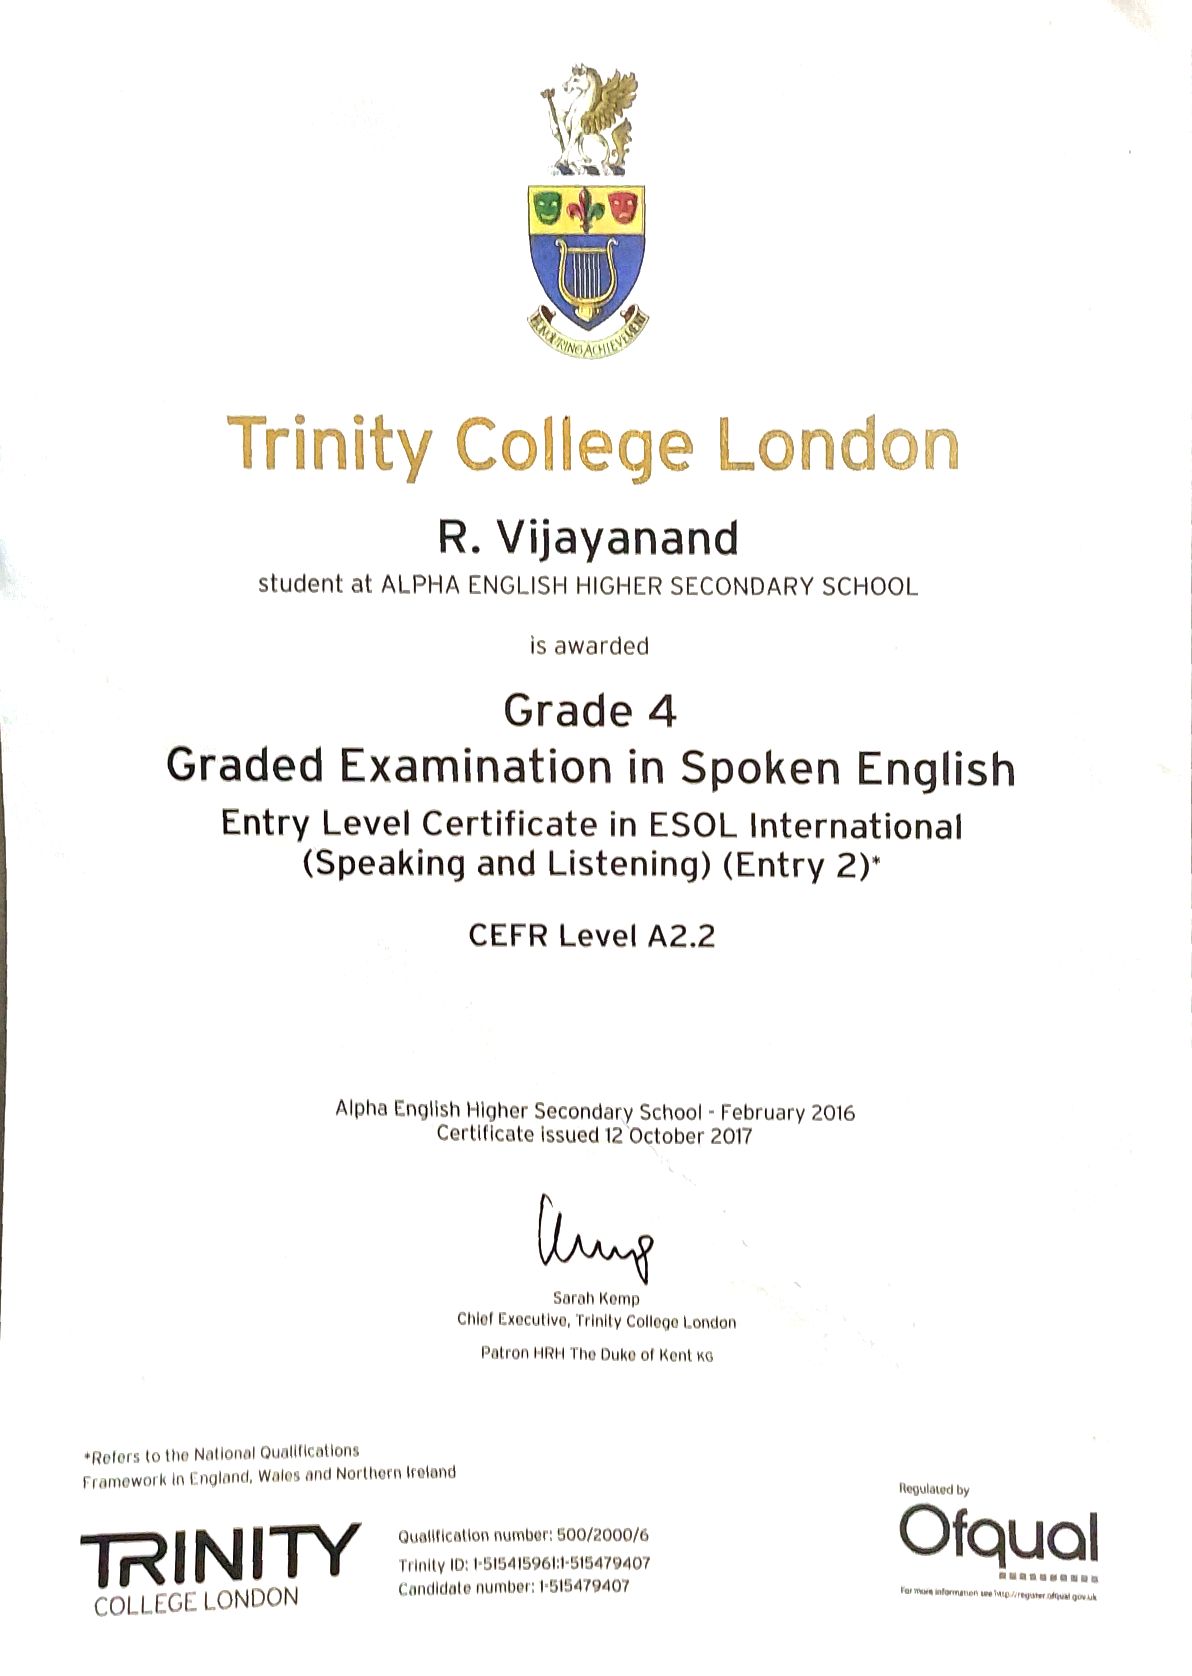 HONOURING ACHIEVEMENT
Trinity College London
R. Vijayanand
student at ALPHA ENGLISH HIGHER SECONDARY SCHOOL
is awarded
Grade 4
Graded Examination in Spoken English
Entry Level Certificate in ESOL International
(Speaking and Listening) (Entry 2)*
CEFR Level A2.2
Alpha English Higher Secondary School - February 2016
Certificate issued 12 October 2017
Sarah Kemp
Chief Executive, Trinity College London
Patron HRH The Duke of Kent KG
*Refers to the National Qualifications
Framework in England, Wales and Northern Ireland
TRINITY
COLLEGE LONDON
Qualification number: 500/2000/6
Trinity ID: 1-515415961:1-515479407
Candidate number: 1-515479407
Regulated by
Ofqual
For more information see http://register.ofqual.gov.uk